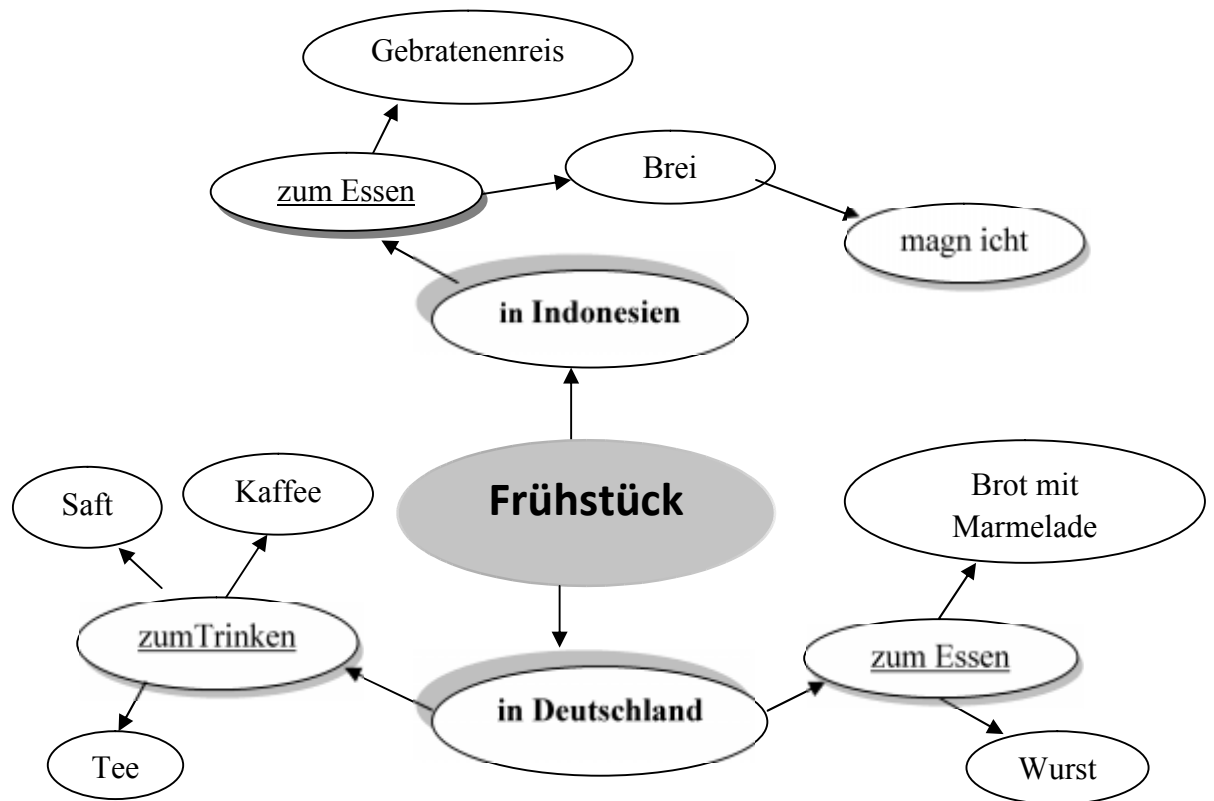 Gebratenenreis
Brei
zum Essen
magn icht
in Indonesien
Frühstück
Saft
Kaffee
Brot mit
Marmelade
zumTrinken
zum Essen
in Deutschland
Tee
Wurst